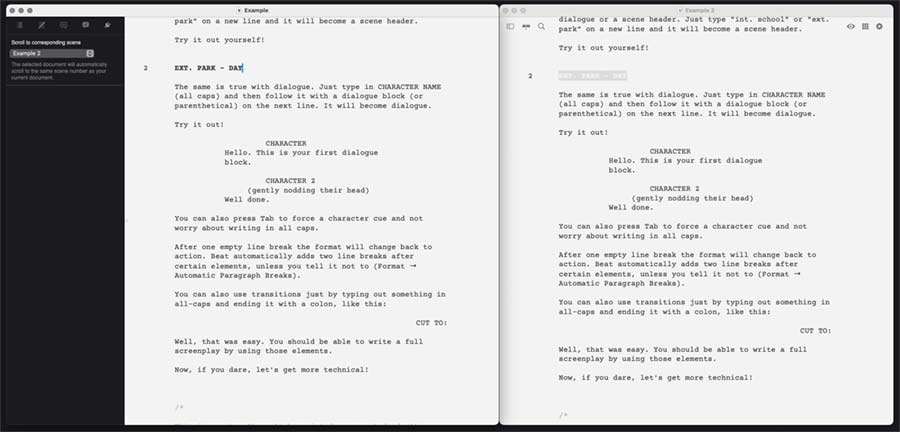 Example
Scroll to corresponding scene
Example 2
The selected document will automatically
scroll to the same scene number as your
current document.
park" on a new line and it will become a scene header.
Try it out yourself!
2 EXT. PARK - DAY
The same is true with dialogue. Just type in CHARACTER NAME
(all caps) and then follow it with a dialogue block (or
parenthetical) on the next line. It will become dialogue.
Try it out!
CHARACTER
Hello. This is your first dialogue
block.
CHARACTER 2
(gently nodding their head)
Well done.
You can also press Tab to force a character cue and not
worry about writing in all caps.
After one empty line break the format will change back to
action. Beat automatically adds two line breaks after
certain elements, unless you tell it not to (Format →
Automatic Paragraph Breaks).
You can also use transitions just by typing out something in
all-caps and ending it with a colon, like this:
CUT TO:
Well, that was easy. You should be able to write a full
screenplay by using those elements.
Now, if you dare, let's get more technical!
/*
Example 2
dialogue or a scene header. Just type "int. school" or "ext.
park" on a new line and it will become a scene header.
Try it out yourself!
2 EXT. PARK - DAY
The same is true with dialogue. Just type in CHARACTER NAME
(all caps) and then follow it with a dialogue block (or
parenthetical) on the next line. It will become dialogue.
Try it out!
CHARACTER
Hello. This is your first dialogue
block.
CHARACTER 2
(gently nodding their head)
Well done.
You can also press Tab to force a character cue and not
worry about writing in all caps.
After one empty line break the format will change back to
action. Beat automatically adds two line breaks after
certain elements, unless you tell it not to (Format →
Automatic Paragraph Breaks).
You can also use transitions just by typing out something in
all-caps and ending it with a colon, like this:
CUT TO:
Well, that was easy. You should be able to write a full
screenplay by using those elements.
Now, if you dare, let's get more technical!
/*